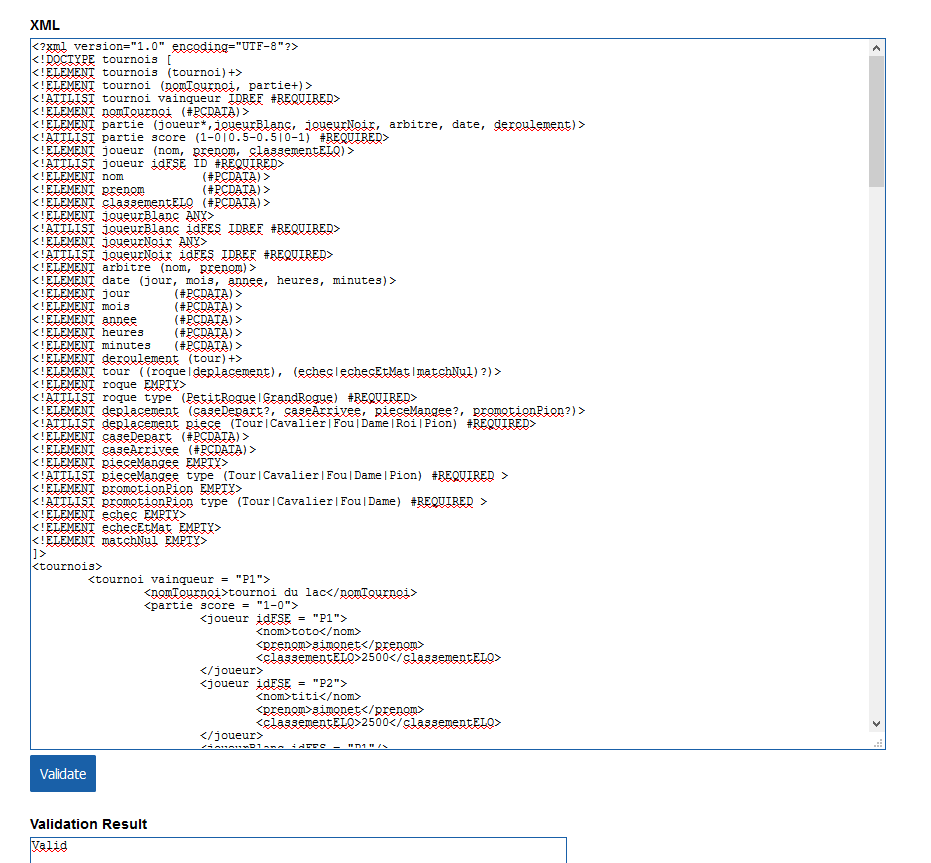 XML
<?xml version="1.0" encoding="UTF-8"?>
<!DOCTYPE tournois [
<!ELEMENT tournois (tournoi)+>
<!ELEMENT tournoi (nomTournoi, partie+)>
<!ATTLIST tournoi vainqueur IDREF #REQUIRED>
<!ELEMENT nomTournoi (#PCDATA)>
<!ELEMENT partie (joueur*,joueurBlanc, joueurNoir, arbitre, date, deroulement)>
<!ATTLIST partie score (1-0|0.5-0.5|0-1) #REQUIRED>
<!ELEMENT joueur (nom, prenom, classementELO)>
<!ATTLIST joueur idFSE ID #REQUIRED>
<!ELEMENT nom           (#PCDATA)>
<!ELEMENT prenom        (#PCDATA)>
<!ELEMENT classementELO (#PCDATA)>
<!ELEMENT joueurBlanc ANY>
<!ATTLIST joueurBlanc idFES IDREF #REQUIRED>
<!ELEMENT joueurNoir ANY>
<!ATTLIST joueurNoir idFES IDREF #REQUIRED>
<!ELEMENT arbitre (nom, prenom)>
<!ELEMENT date (jour, mois, annee, heures, minutes)>
<!ELEMENT jour      (#PCDATA)>
<!ELEMENT mois      (#PCDATA)>
<!ELEMENT annee     (#PCDATA)>
<!ELEMENT heures    (#PCDATA)>
<!ELEMENT minutes   (#PCDATA)>
<!ELEMENT deroulement (tour)+>
<!ELEMENT tour ((roque|deplacement), (echec|echecEtMat|matchNul)?)>
<!ELEMENT roque EMPTY>
<!ATTLIST roque type (PetitRoque|GrandRoque) #REQUIRED>
<!ELEMENT deplacement (caseDepart?, caseArrivee, pieceMangee?, promotionPion?)>
<!ATTLIST deplacement piece (Tour|Cavalier|Fou|Dame|Roi|Pion) #REQUIRED>
<!ELEMENT caseDepart (#PCDATA)>
<!ELEMENT caseArrivee (#PCDATA)>
<!ELEMENT pieceMangee EMPTY>
<!ATTLIST pieceMangee type (Tour|Cavalier|Fou|Dame|Pion) #REQUIRED >
<!ELEMENT promotionPion EMPTY>
<!ATTLIST promotionPion type (Tour|Cavalier|Fou|Dame) #REQUIRED >
<!ELEMENT echec EMPTY>
<!ELEMENT echecEtMat EMPTY>
<!ELEMENT matchNul EMPTY>
]>
<tournois>
<tournoi vainqueur = "P1">
<nomTournoi>tournoi du lac</nomTournoi>
<partie score = "1-0">
<joueur idFSE = "P1">
<nom>toto</nom>
<prenom>simonet</prenom>
<classementELO>2500</classementELO>
</joueur>
<joueur idFSE = "P2">
<nom>titi</nom>
<prenom>simonet</prenom>
<classementELO>2500</classementELO>
</joueur>
<joueurBlanc idFES = "P1"/>
Validate
Validation Result
Valid